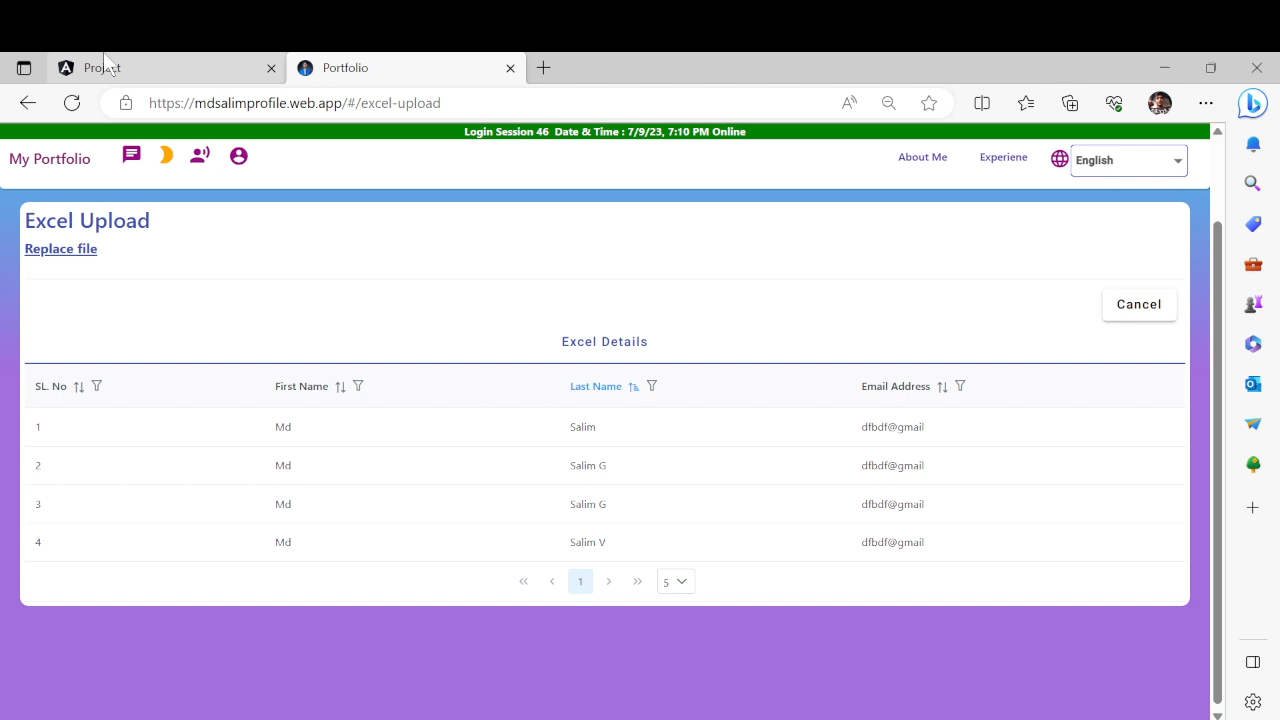 Project
Portfolio
https://mdsalimprofile.web.app/#/excel-upload
Login Session 46 Date & Time : 7/9/23, 7:10 PM Online
My Portfolio
About Me
Experiene
English
Excel Upload
Replace file
Cancel
Excel Details
SL. No First Name Last Name Email Address
1 Md Salim dfbdf@gmail
2 Md Salim G dfbdf@gmail
3 Md Salim G dfbdf@gmail
4 Md Salim V dfbdf@gmail
« ‹ 1 › » 5